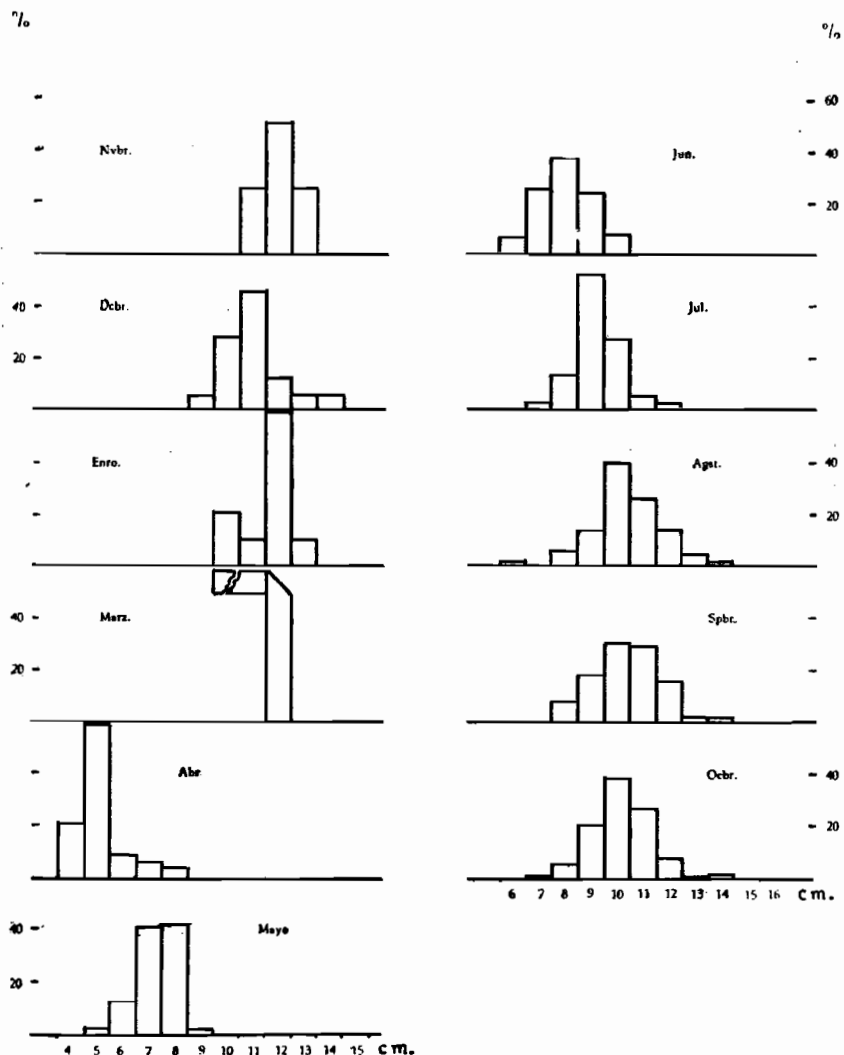 %
%
60
Nvbr.
Jun.
40
20
40
Dcbr.
Jul.
20
Enro.
Agst.
40
20
40
Marz.
Spbr.
20
Abr
Ocbr.
40
20
6 7 8 9 10 11 12 13 14 15 16 cm.
40
Mayo
20
4 5 6 7 8 9 10 11 12 13 14 15 cm.